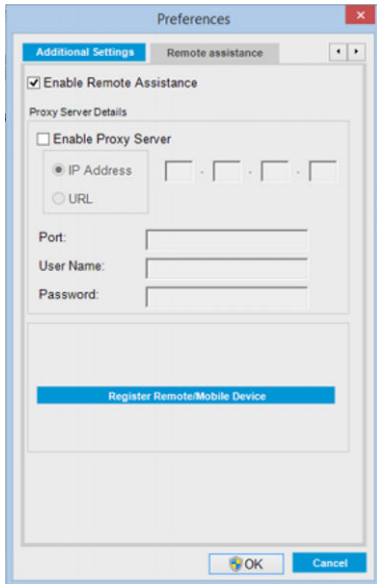 Preferences
Additional Settings
Remote assistance
Enable Remote Assistance
Proxy Server Details
Enable Proxy Server
IP Address
URL
Port:
User Name:
Password:
Register Remote/Mobile Device
OK
Cancel